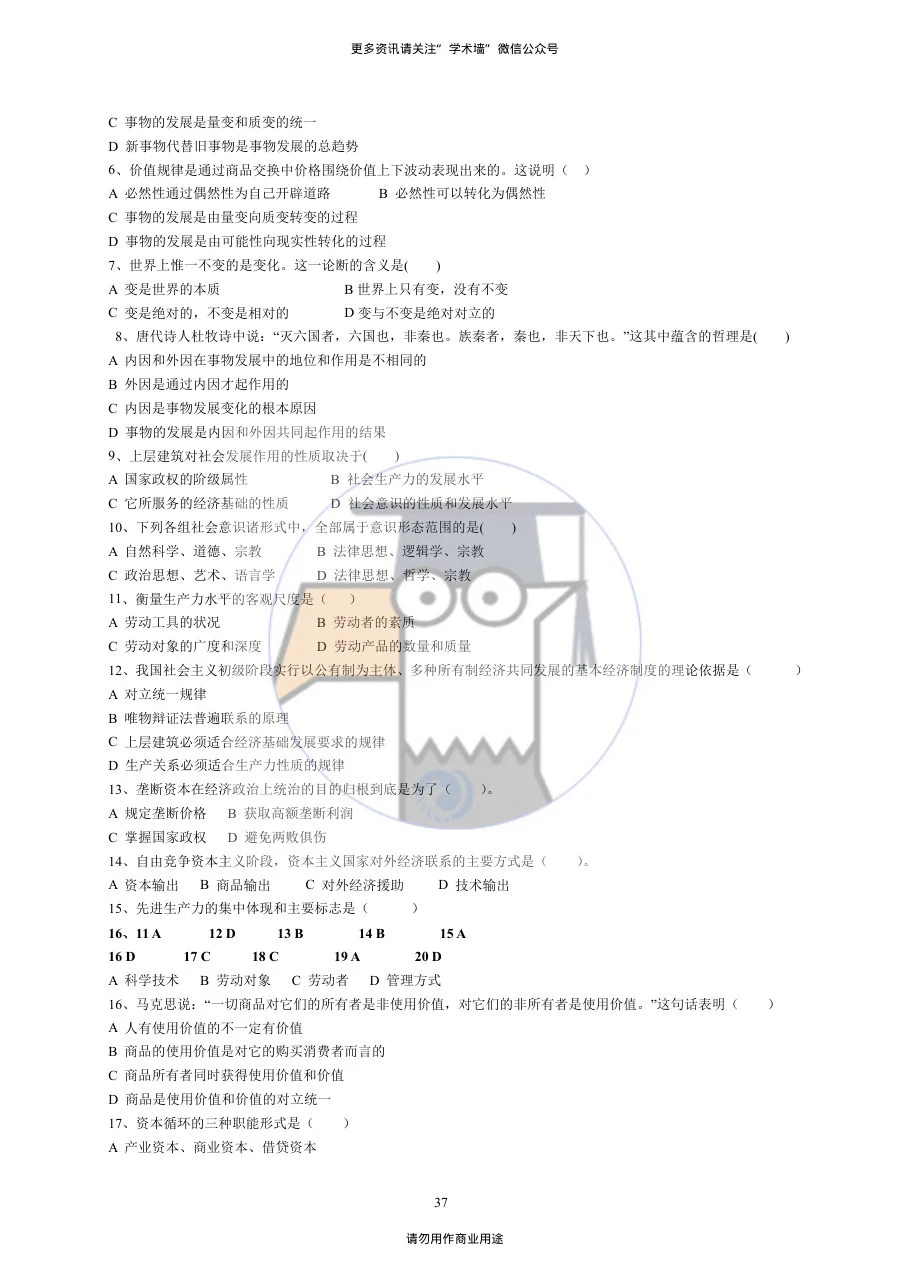 更多资讯请关注“学术墙”微信公众号
C 事物的发展是量变和质变的统一
D 新事物代替旧事物是事物发展的总趋势
6、价值规律是通过商品交换中价格围绕价值上下波动表现出来的。这说明（ ）
A 必然性通过偶然性为自己开辟道路 B 必然性可以转化为偶然性
C 事物的发展是由量变向质变转变的过程
D 事物的发展是由可能性向现实性转化的过程
7、世界上惟一不变的是变化。这一论断的含义是( )
A 变是世界的本质 B 世界上只有变，没有不变
C 变是绝对的，不变是相对的 D 变与不变是绝对对立的
8、唐代诗人杜牧诗中说：“灭六国者，六国也，非秦也。族秦者，秦也，非天下也。”这其中蕴含的哲理是( )
A 内因和外因在事物发展中的地位和作用是不相同的
B 外因是通过内因才起作用的
C 内因是事物发展变化的根本原因
D 事物的发展是内因和外因共同起作用的结果
9、上层建筑对社会发展作用的性质取决于( )
A 国家政权的阶级属性 B 社会生产力的发展水平
C 它所服务的经济基础的性质 D 社会意识的性质和发展水平
10、下列各组社会意识诸形式中，全部属于意识形态范围的是( )
A 自然科学、道德、宗教 B 法律思想、逻辑学、宗教
C 政治思想、艺术、语言学 D 法律思想、哲学、宗教
11、衡量生产力水平的客观尺度是（ ）
A 劳动工具的状况 B 劳动者的素质
C 劳动对象的广度和深度 D 劳动产品的数量和质量
12、我国社会主义初级阶段实行以公有制为主体、多种所有制经济共同发展的基本经济制度的理论依据是（ ）
A 对立统一规律
B 唯物辩证法普遍联系的原理
C 上层建筑必须适合经济基础发展要求的规律
D 生产关系必须适合生产力性质的规律
13、垄断资本在经济政治上统治的目的归根到底是为了（ ）。
A 规定垄断价格 B 获取高额垄断利润
C 掌握国家政权 D 避免两败俱伤
14、自由竞争资本主义阶段，资本主义国家对外经济联系的主要方式是（ ）。
A 资本输出 B 商品输出 C 对外经济援助 D 技术输出
15、先进生产力的集中体现和主要标志是（ ）
16、11 A 12 D 13 B 14 B 15 A
16 D 17 C 18 C 19 A 20 D
A 科学技术 B 劳动对象 C 劳动者 D 管理方式
16、马克思说：“一切商品对它们的所有者是非使用价值，对它们的非所有者是使用价值。”这句话表明（ ）
A 人有使用价值的不一定有价值
B 商品的使用价值是对它的购买消费者而言的
C 商品所有者同时获得使用价值和价值
D 商品是使用价值和价值的对立统一
17、资本循环的三种职能形式是（ ）
A 产业资本、商业资本、借贷资本
37
请勿用作商业用途